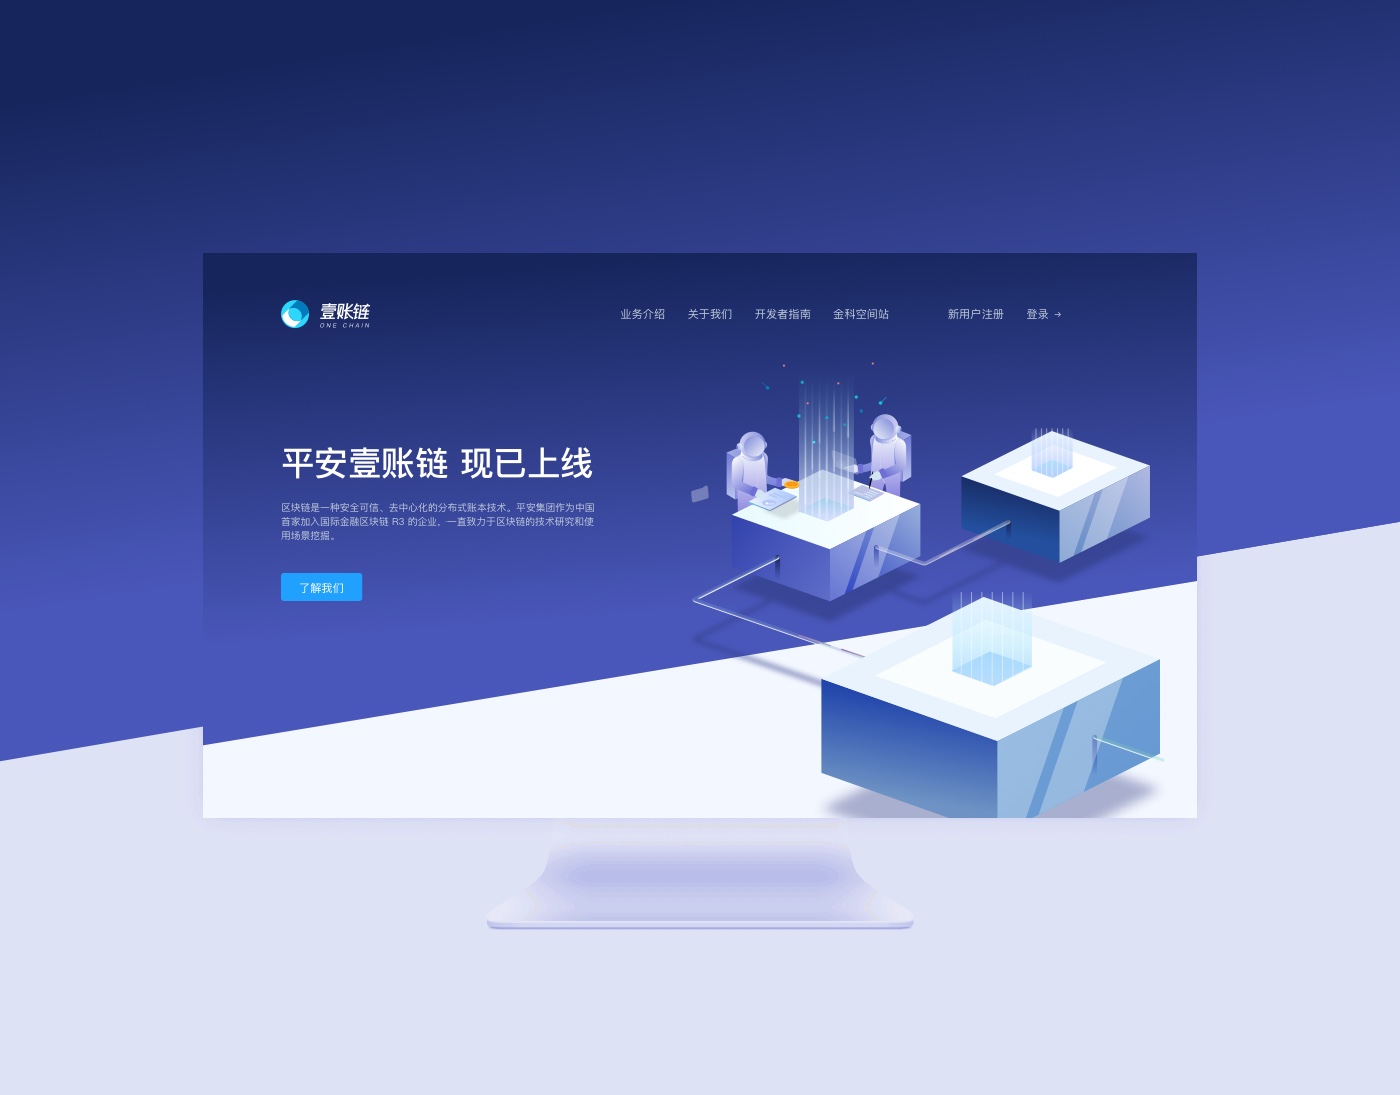 壹账链
ONE CHAIN
业务介绍 关于我们 开发者指南 金科空间站 新用户注册 登录 →
平安壹账链 现已上线
区块链是一种安全可信、去中心化的分布式账本技术。平安集团作为中国
首家加入国际金融区块链 R3 的企业，一直致力于区块链的技术研究和使
用场景挖掘。
了解我们